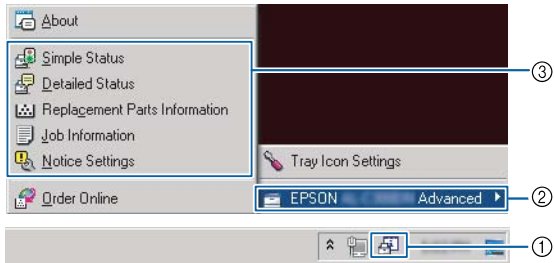 About
Simple Status
Detailed Status
Replacement Parts Information
Job Information
Notice Settings
Order Online
Tray Icon Settings
EPSON Advanced
③
②
①